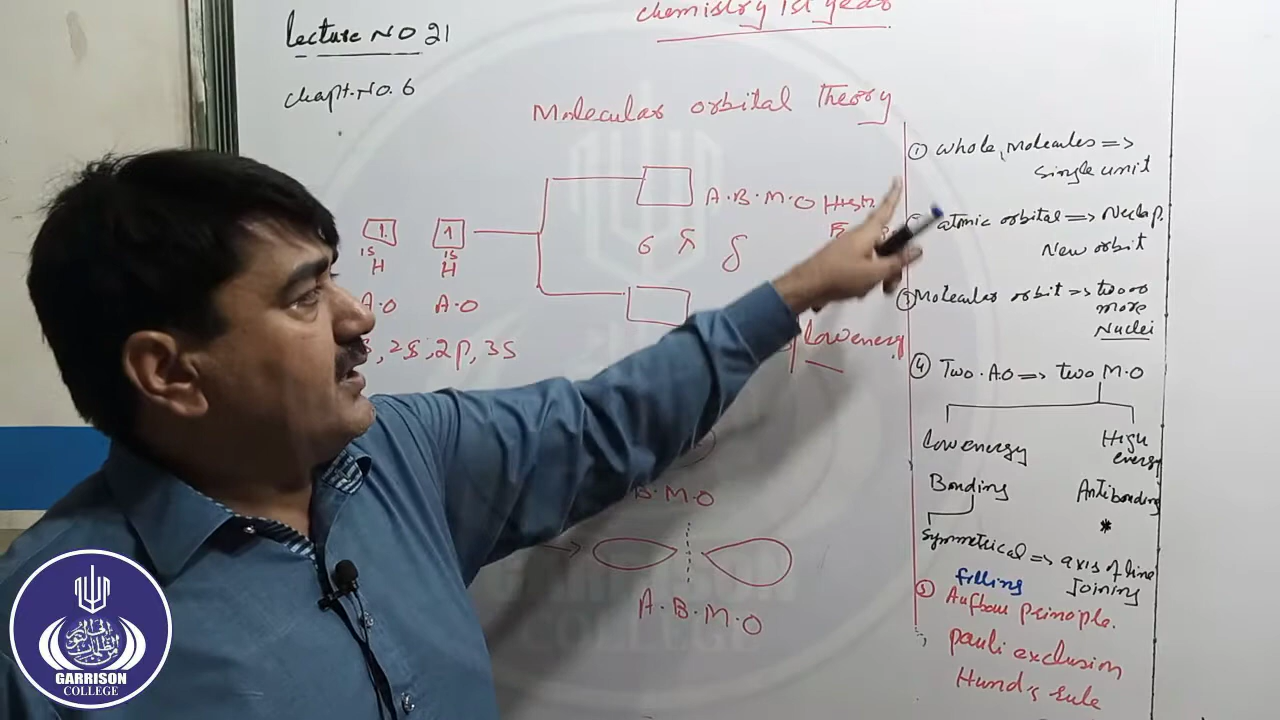 chemistry 1st year
lecture NO 21
chapt. NO. 6
Molecular orbital Theory
A.B.M.O High
1 1
1S 1S
H H
б π δ
A.O A.O
, 2s, 2p, 3s
low energy
B.M.O
A.B.M.O
① whole, Molecules =>
single unit
atomic orbital =>
New orbit
③ Molecular orbit => two or
more
Nuclei
④ Two.A.O => two M.O
low energy
High
energy
Bonding
Antibonding
*
Symmetrical => axis of line
Joining
filling
⑤ Aufbau principle.
pauli exclusion
Hund's rule
GARRISON
COLLEGE